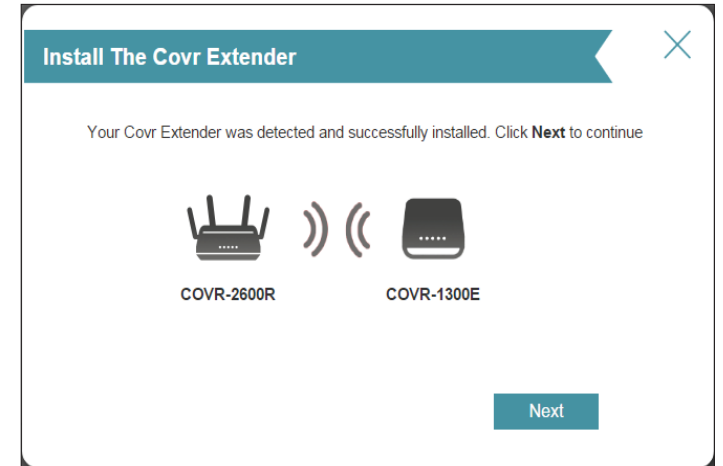 Install The Covr Extender
Your Covr Extender was detected and successfully installed. Click Next to continue
COVR-2600R COVR-1300E
Next